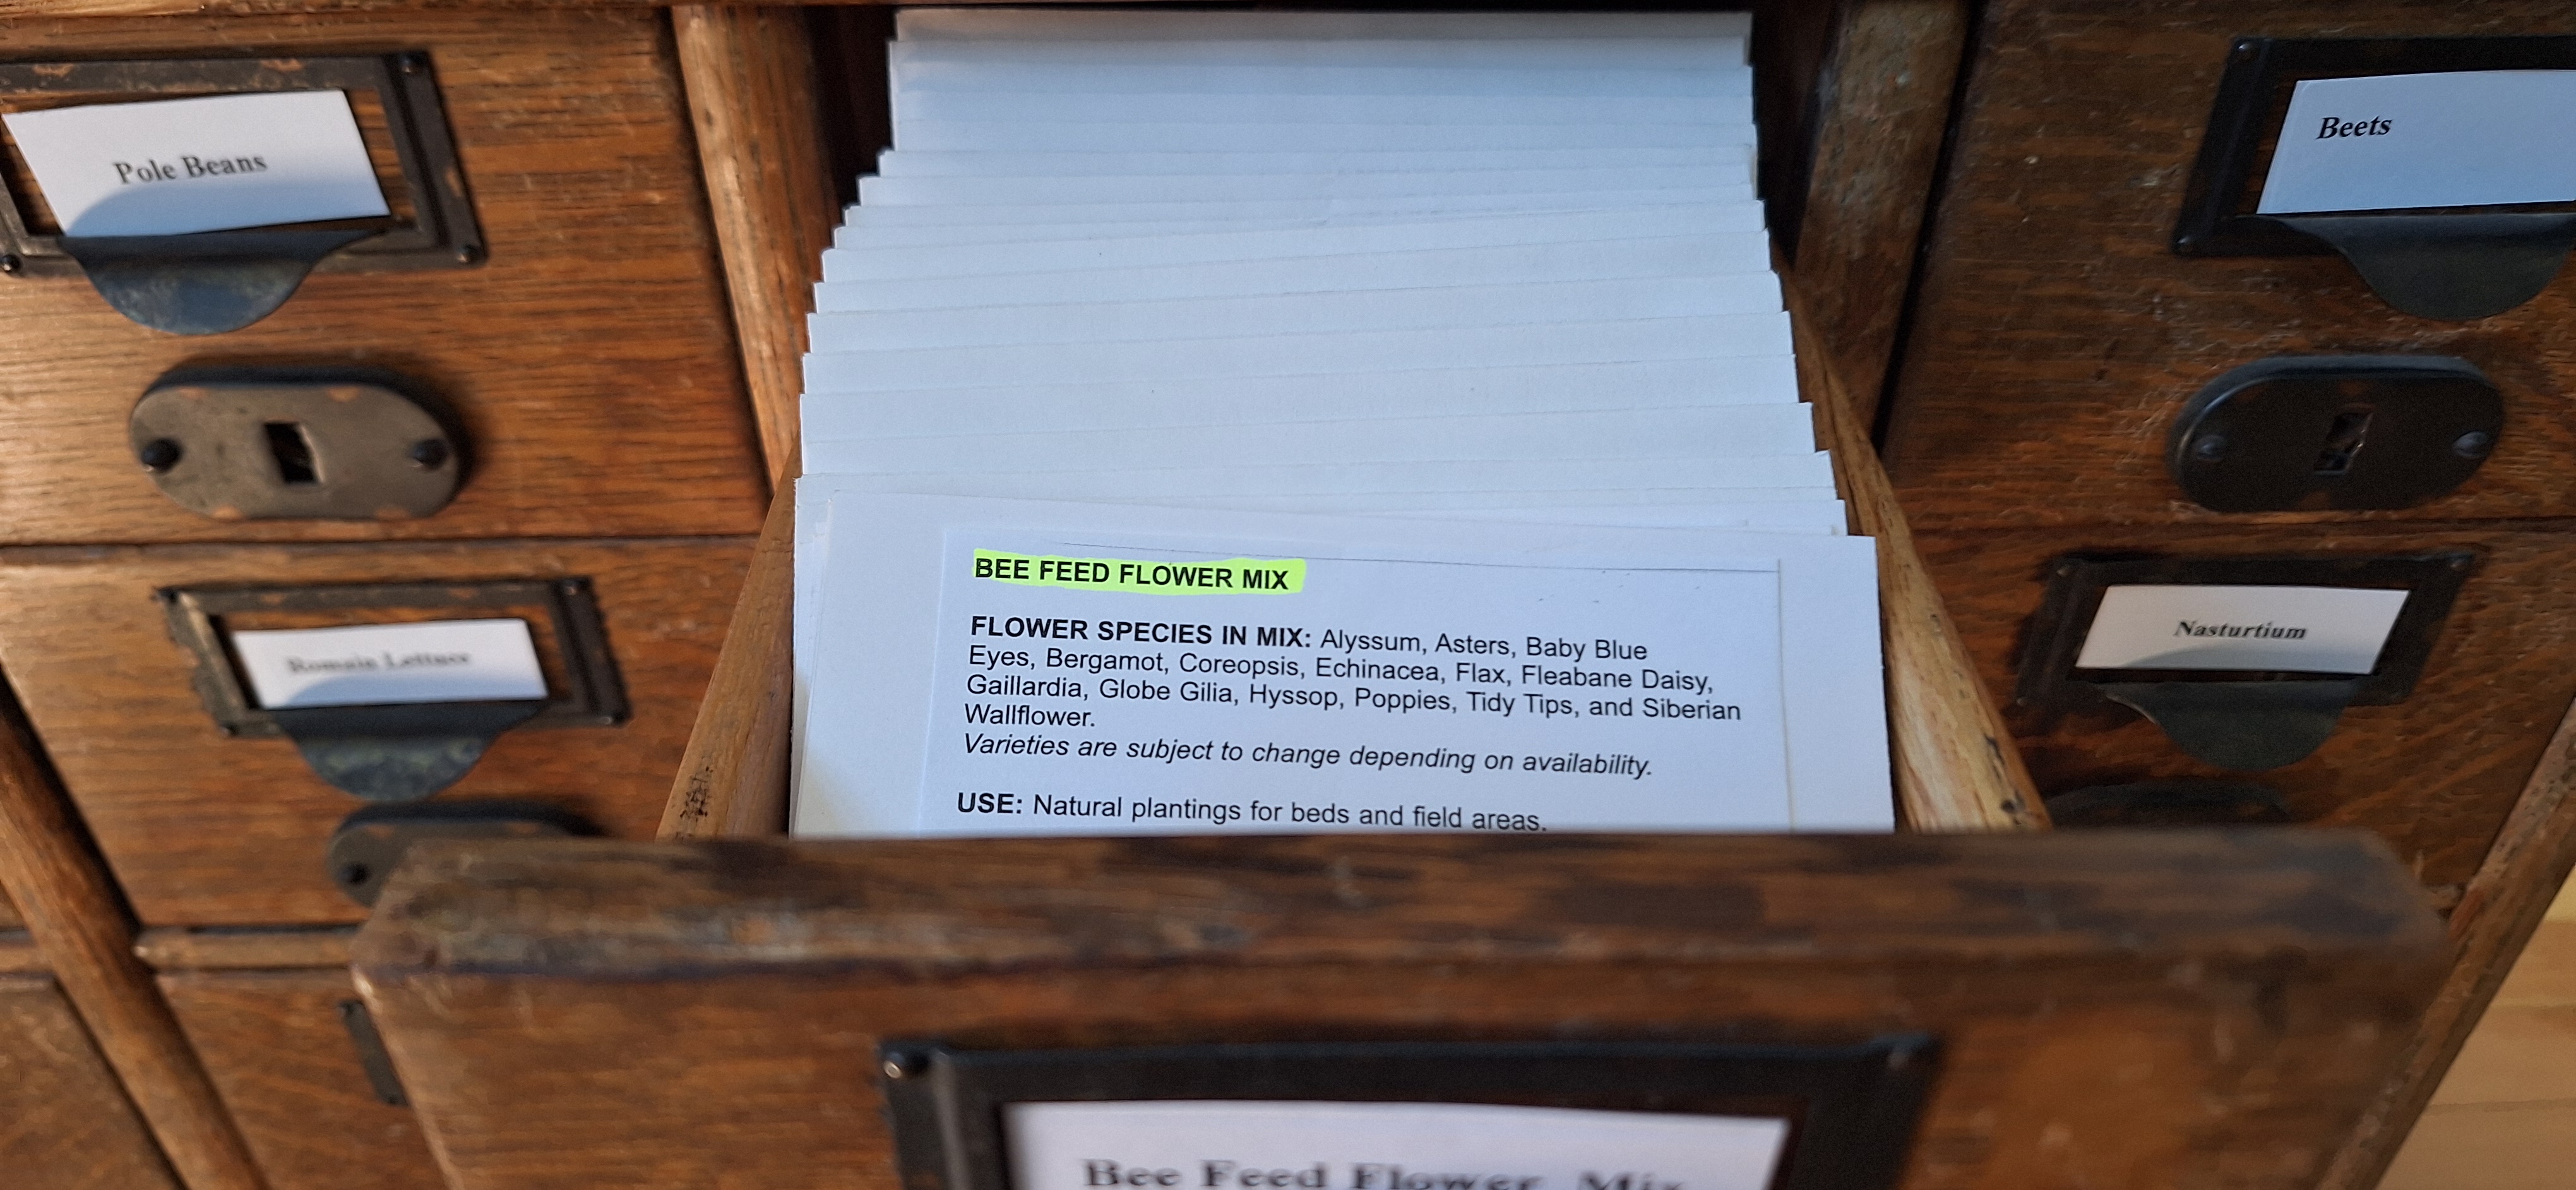 Pole Beans
Beets
BEE FEED FLOWER MIX
FLOWER SPECIES IN MIX: Alyssum, Asters, Baby Blue
Eyes, Bergamot, Coreopsis, Echinacea, Flax, Fleabane Daisy,
Gaillardia, Globe Gilia, Hyssop, Poppies, Tidy Tips, and Siberian
Wallflower.
Varieties are subject to change depending on availability.
USE: Natural plantings for beds and field areas.
Romain Lettuce
Nasturtium
Bee Feed Flower Mix